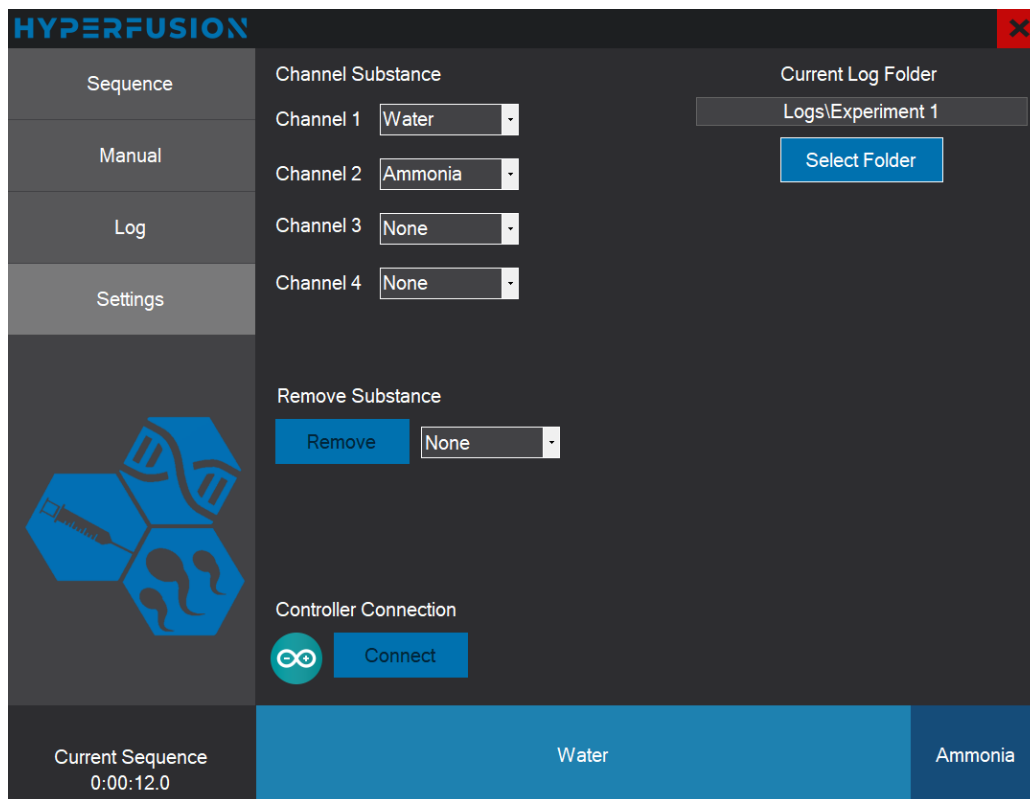 HYPERFUSION
Sequence
Manual
Log
Settings
Channel Substance
Channel 1 Water
Channel 2 Ammonia
Channel 3 None
Channel 4 None
Current Log Folder
Logs\Experiment 1
Select Folder
Remove Substance
Remove None
Controller Connection
Connect
Current Sequence
0:00:12.0
Water
Ammonia